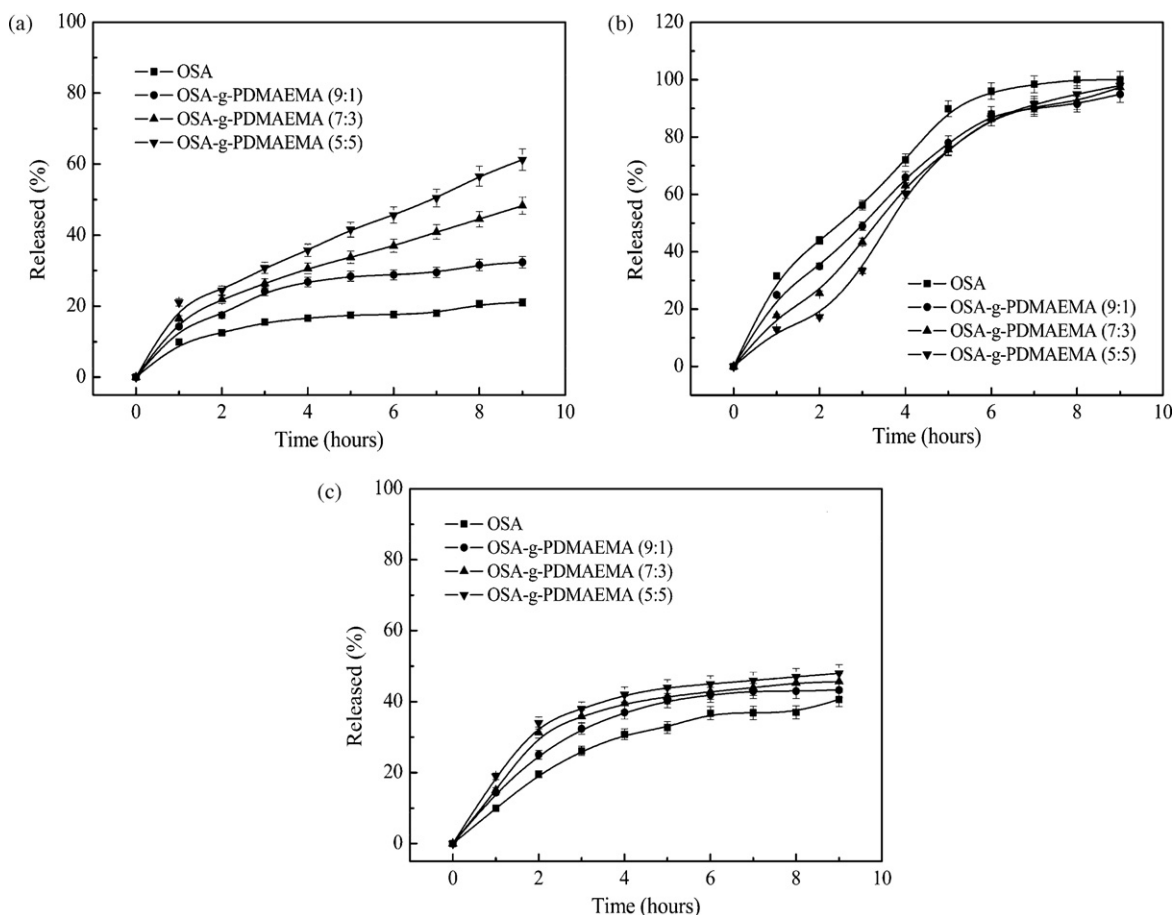 (a)
100
80
60
40
20
0
Released (%)
OSA
OSA-g-PDMAEMA (9:1)
OSA-g-PDMAEMA (7:3)
OSA-g-PDMAEMA (5:5)
0 2 4 6 8 10
Time (hours)
(b)
120
100
80
60
40
20
0
Released (%)
OSA
OSA-g-PDMAEMA (9:1)
OSA-g-PDMAEMA (7:3)
OSA-g-PDMAEMA (5:5)
0 2 4 6 8 10
Time (hours)
(c)
100
80
60
40
20
0
Released (%)
OSA
OSA-g-PDMAEMA (9:1)
OSA-g-PDMAEMA (7:3)
OSA-g-PDMAEMA (5:5)
0 2 4 6 8 10
Time (hours)